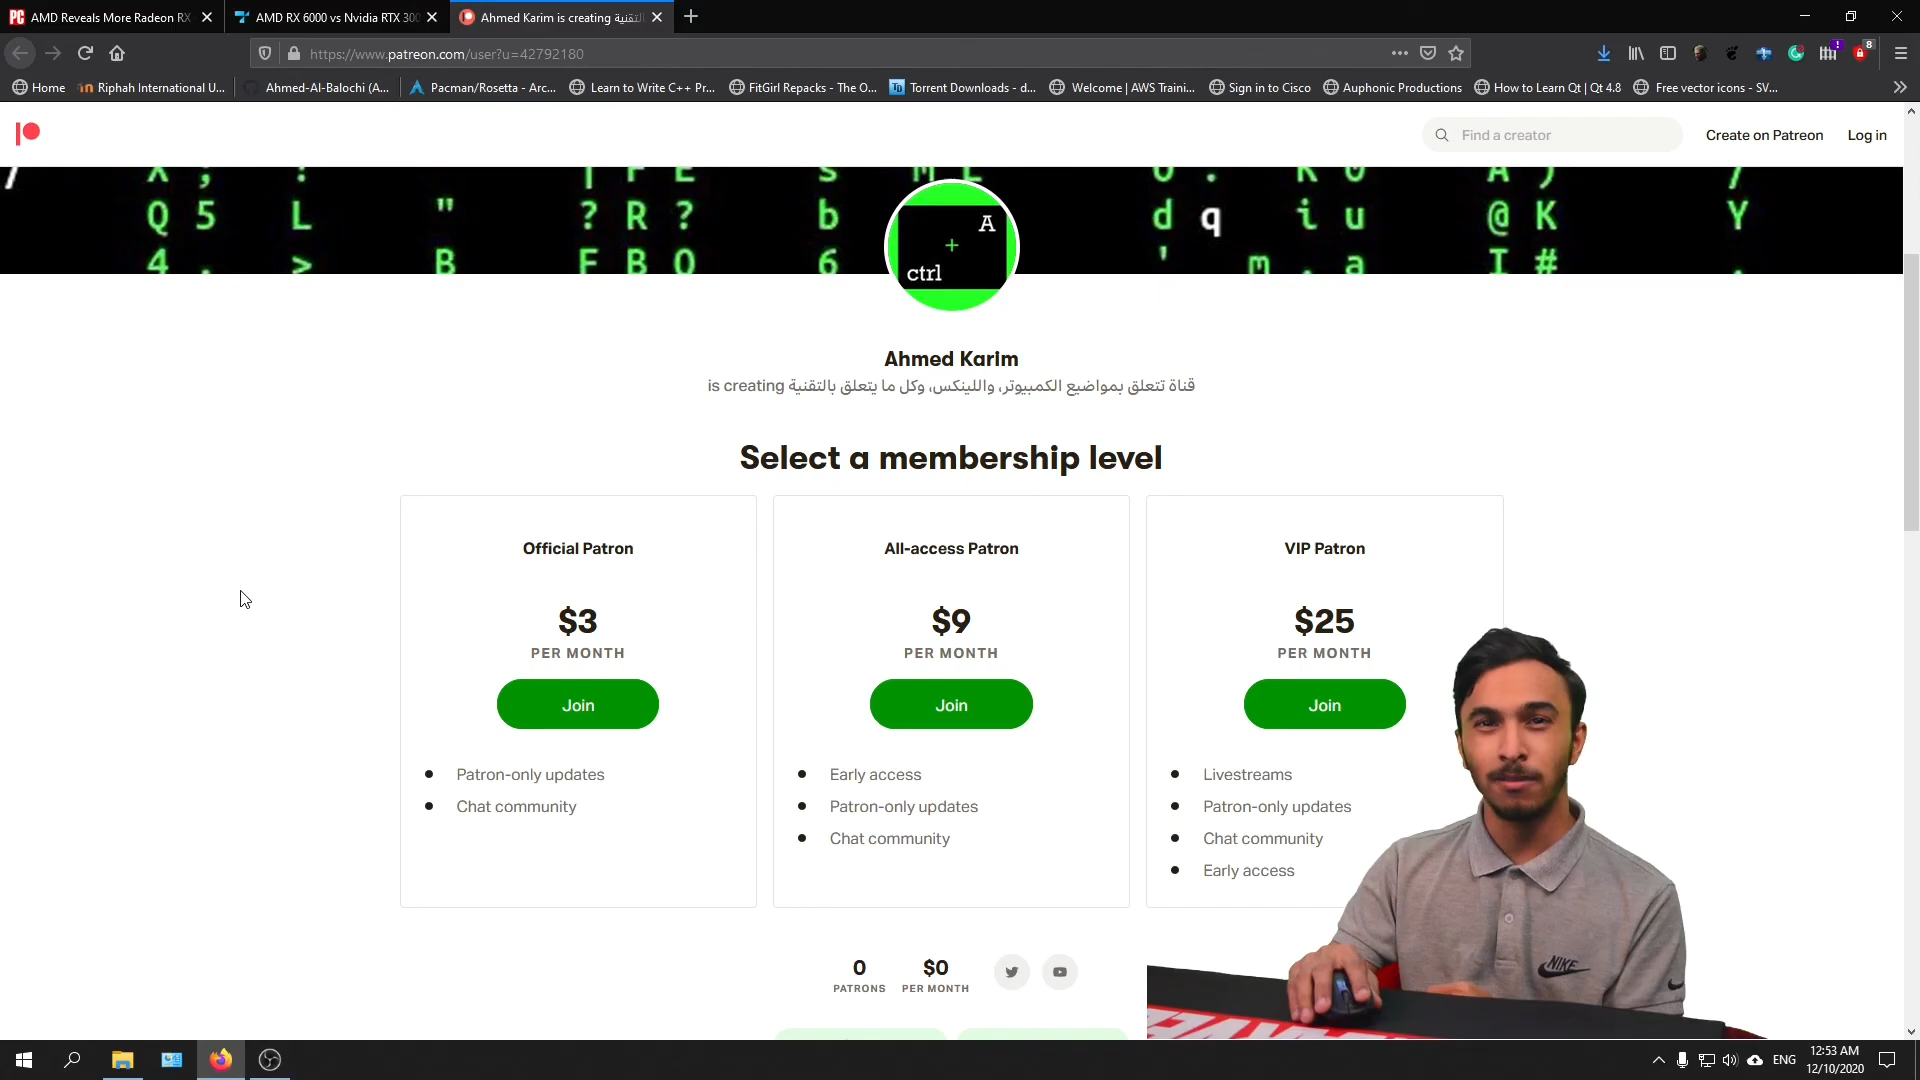 AMD Reveals More Radeon RX
AMD RX 6000 vs Nvidia RTX 300
Ahmed Karim is creating
https://www.patreon.com/user?u=42792180
8
Home
Riphah International U...
Ahmed-Al-Balochi (A...
Pacman/Rosetta - Arc...
Learn to Write C++ Pr...
FitGirl Repacks - The O...
Torrent Downloads - d...
Welcome | AWS Traini...
Sign in to Cisco
Auphonic Productions
How to Learn Qt | Qt 4.8
Free vector icons - SV...
Find a creator
Create on Patreon
Log in
Q 5 L " ? R ? b d q i u @ K Y
A
+
ctrl
Ahmed Karim
is creating قناة تتعلق بمواضيع الكمبيوتر، واللينكس، وكل ما يتعلق بالتقنية
Select a membership level
Official Patron
$3
PER MONTH
Join
Patron-only updates
Chat community
All-access Patron
$9
PER MONTH
Join
Early access
Patron-only updates
Chat community
VIP Patron
$25
PER MONTH
Join
Livestreams
Patron-only updates
Chat community
Early access
0
PATRONS
$0
PER MONTH
NIKE
ENG
12:53 AM
12/10/2020